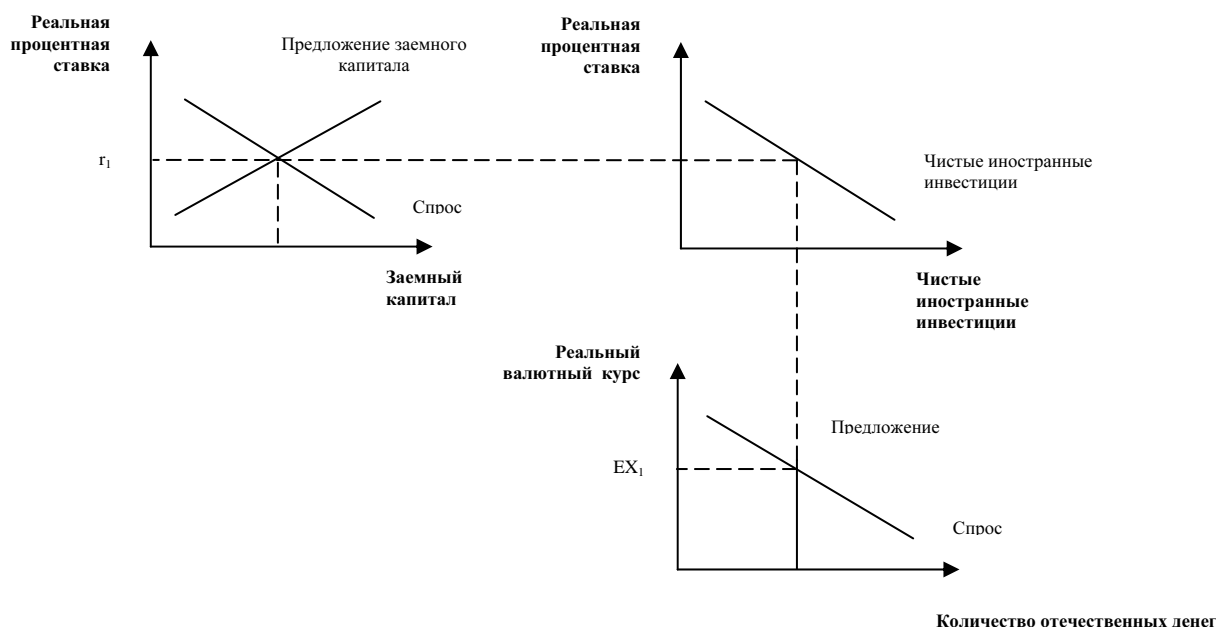 Реальная
процентная
ставка
Предложение заемного
капитала
r1
Спрос
Заемный
капитал
Реальная
процентная
ставка
Чистые иностранные
инвестиции
Чистые
иностранные
инвестиции
Реальный
валютный курс
Предложение
EX1
Спрос
Количество отечественных денег